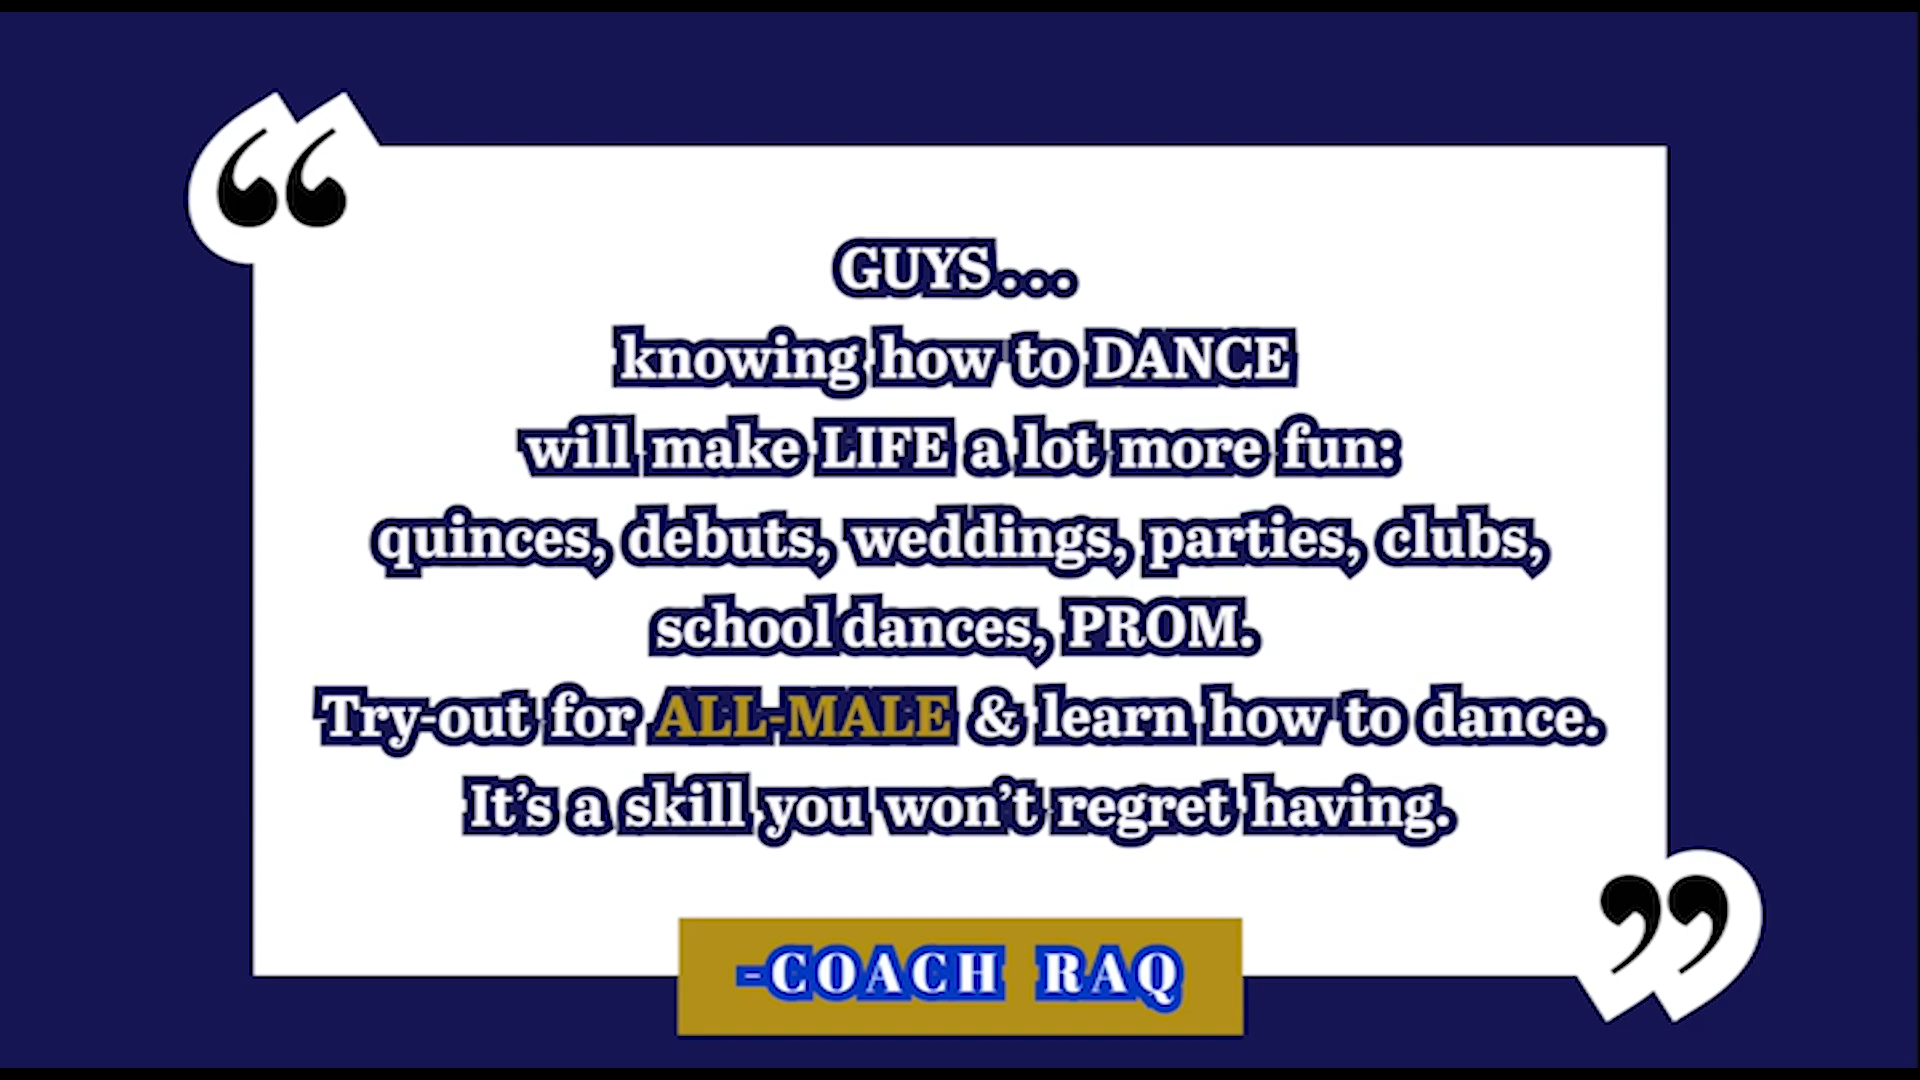 GUYS...
knowing how to DANCE
will make LIFE a lot more fun:
quinces, debuts, weddings, parties, clubs,
school dances, PROM.
Try-out for ALL-MALE & learn how to dance.
It’s a skill you won’t regret having.
-COACH RAQ